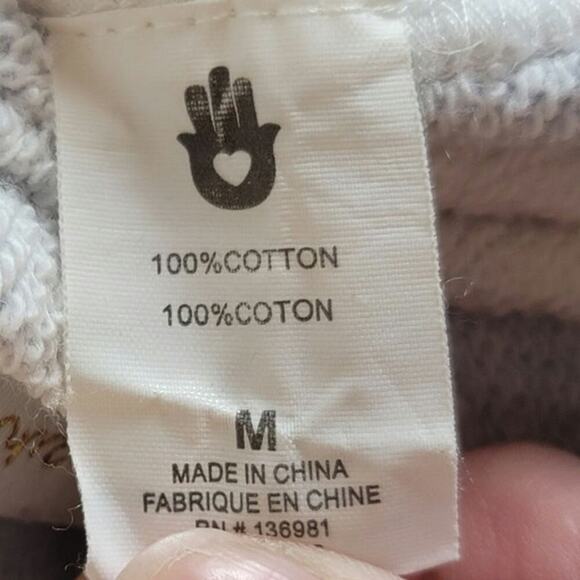 100%COTTON
100%COTON
M
MADE IN CHINA
FABRIQUE EN CHINE
RN # 136981